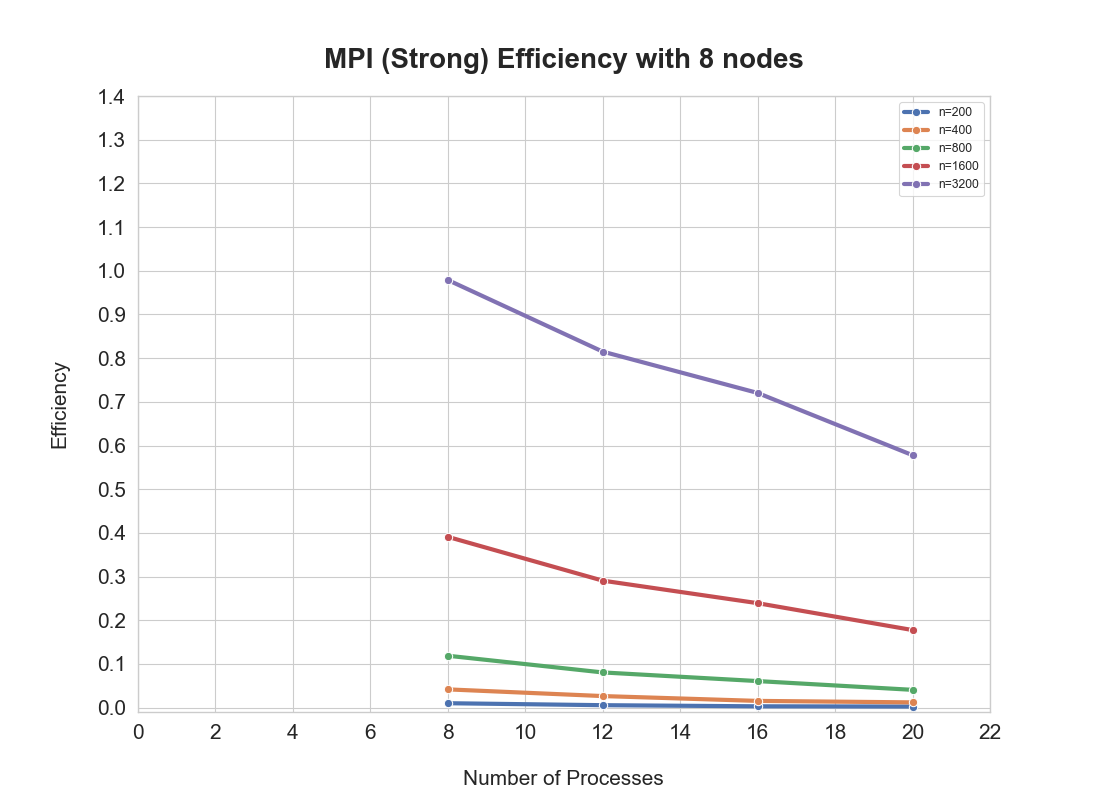 MPI (Strong) Efficiency with 8 nodes
1.4
1.3
1.2
1.1
1.0
0.9
0.8
0.7
0.6
0.5
0.4
0.3
0.2
0.1
0.0
Efficiency
n=200
n=400
n=800
n=1600
n=3200
0 2 4 6 8 10 12 14 16 18 20 22
Number of Processes